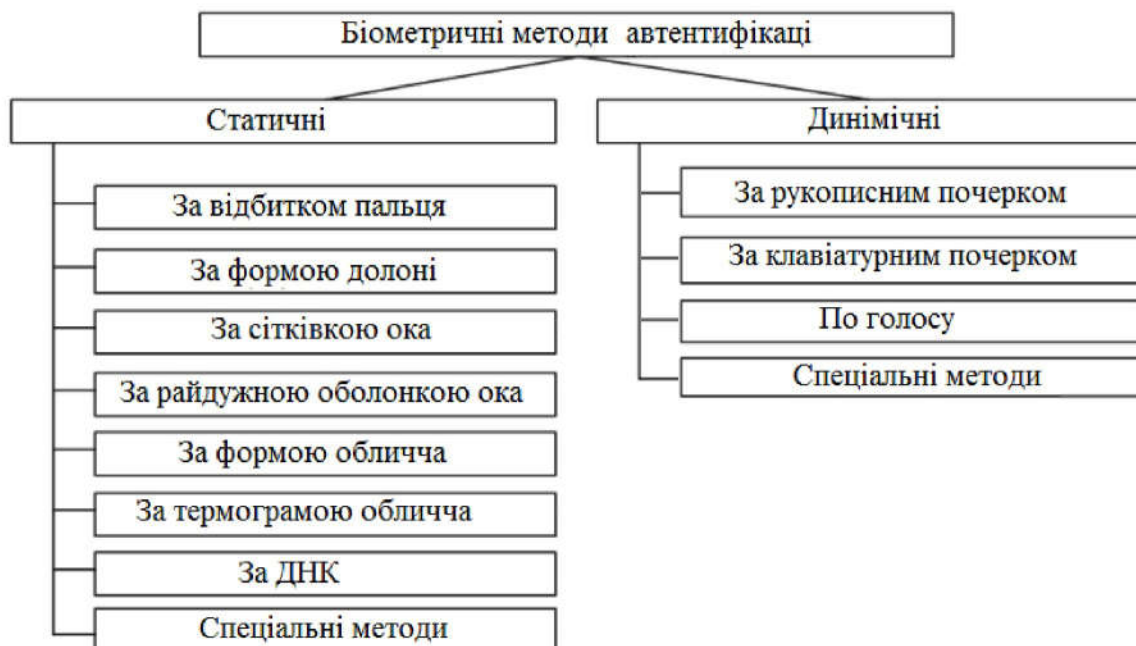 Біометричні методи автентифікаці
Статичні
За відбитком пальця
За формою долоні
За сітківкою ока
За райдужною оболонкою ока
За формою обличча
За термограмою обличча
За ДНК
Спеціальні методи
Динімічні
За рукописним почерком
За клавіатурним почерком
По голосу
Спеціальні методи